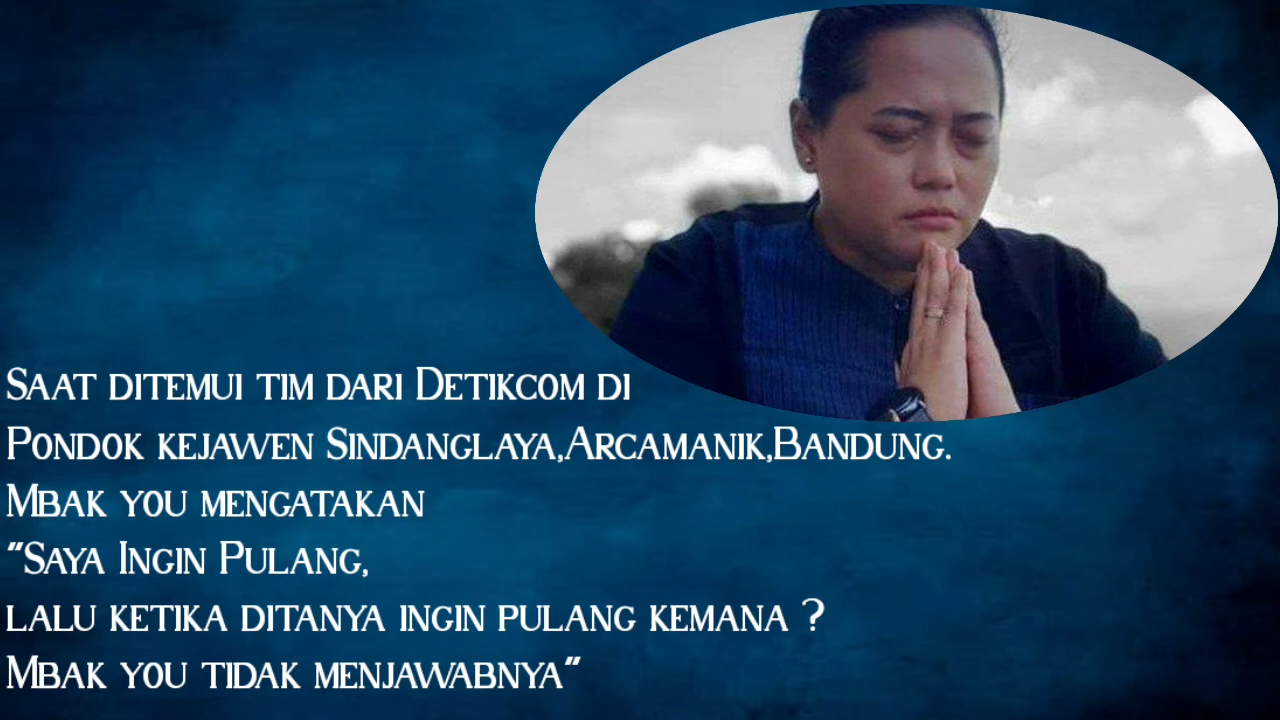 Saat ditemui tim dari Detikcom di
Pondok kejawen Sindanglaya,Arcamanik,Bandung.
Mbak you mengatakan
"Saya Ingin Pulang,
lalu ketika ditanya ingin pulang kemana ?
Mbak you tidak menjawabnya"